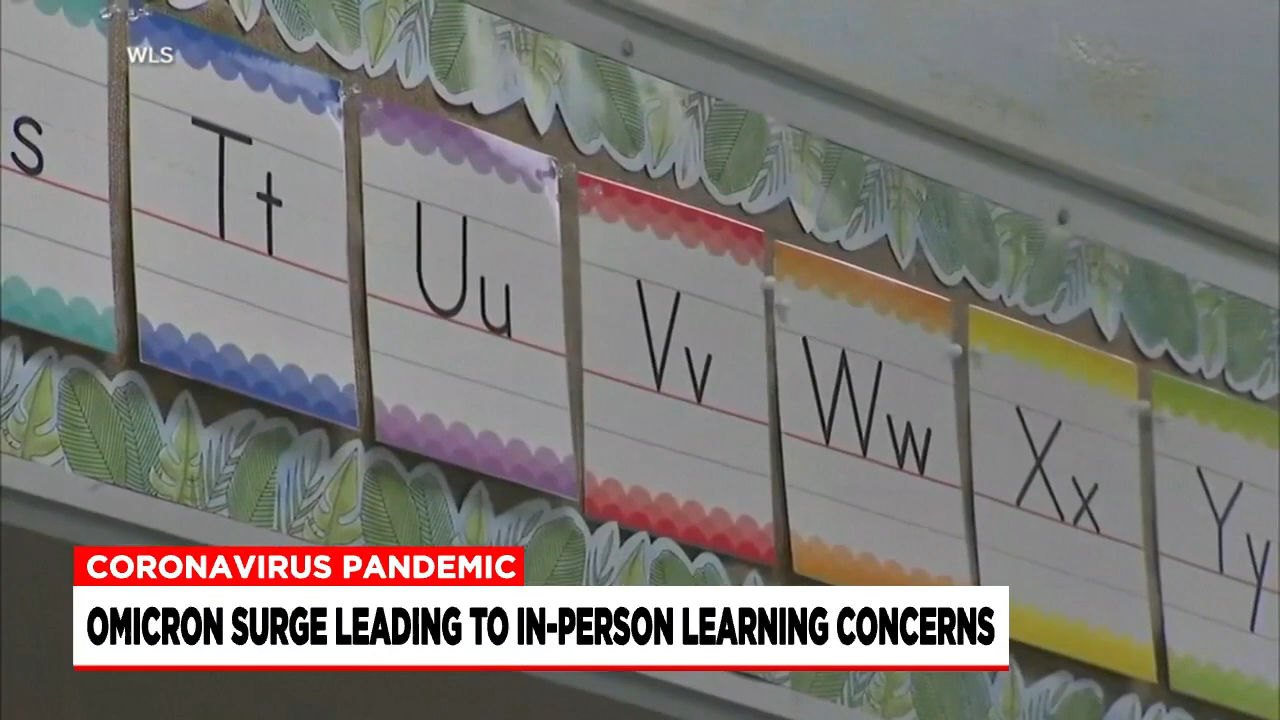 WLS
s
Tt
Uu
Vv
Ww
Xx
Yy
CORONAVIRUS PANDEMIC
OMICRON SURGE LEADING TO IN-PERSON LEARNING CONCERNS